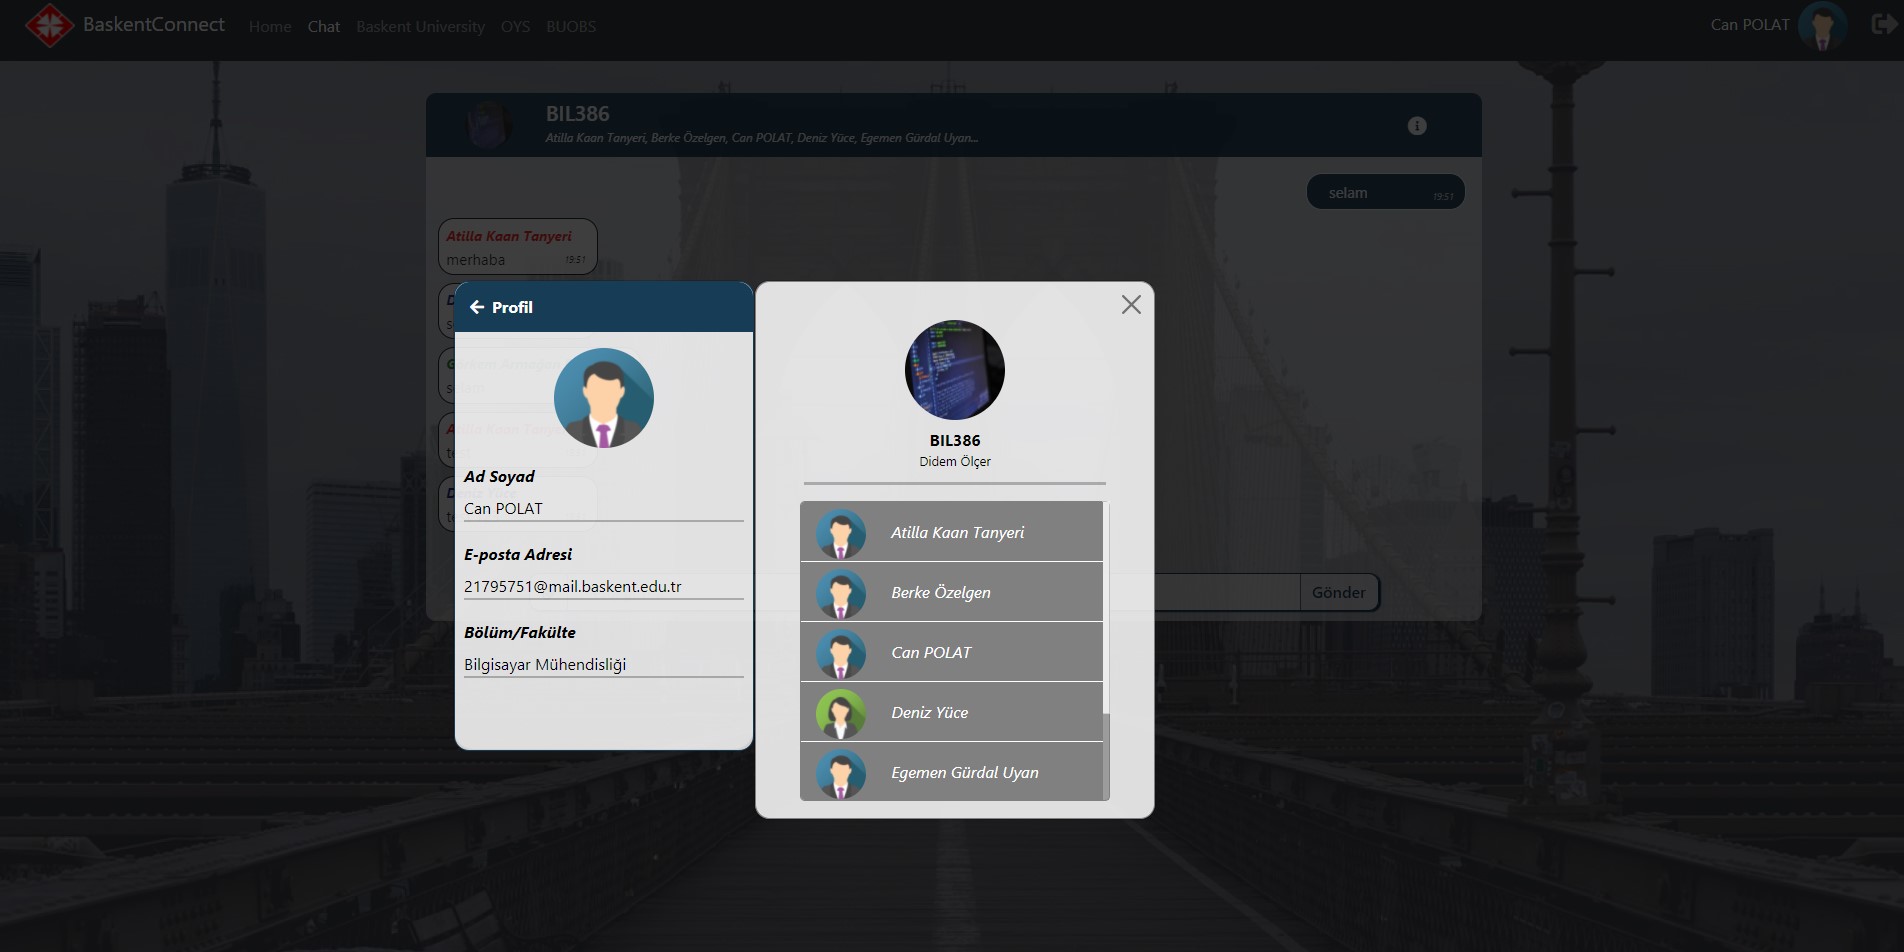 BaskentConnect
Home
Chat
Baskent University
OYS
BUOBS
Can POLAT
BIL386
Atilla Kaan Tanyeri, Berke Özelgen, Can POLAT, Deniz Yüce, Egemen Gürdal Uyan...
selam
19:51
Atilla Kaan Tanyeri
merhaba
19:51
Profil
Ad Soyad
Can POLAT
E-posta Adresi
21795751@mail.baskent.edu.tr
Bölüm/Fakülte
Bilgisayar Mühendisliği
BIL386
Didem Ölçer
Atilla Kaan Tanyeri
Berke Özelgen
Can POLAT
Deniz Yüce
Egemen Gürdal Uyan
Gönder